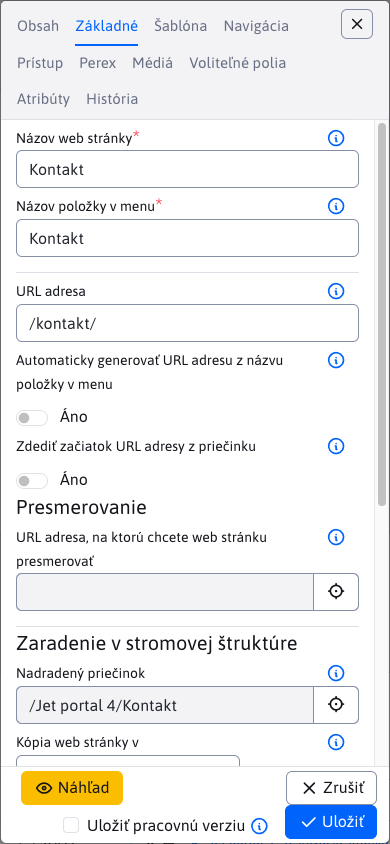 Obsah Základné Šablóna Navigácia
Prístup Perex Médiá Voliteľné polia
Atribúty História
Názov web stránky*
Kontakt
Názov položky v menu*
Kontakt
URL adresa
/kontakt/
Automaticky generovať URL adresu z názvu
položky v menu
Áno
Zdediť začiatok URL adresy z priečinku
Áno
Presmerovanie
URL adresa, na ktorú chcete web stránku
presmerovať
Zaradenie v stromovej štruktúre
Nadradený priečinok
/Jet portal 4/Kontakt
Kópia web stránky v
Náhľad Zrušiť
Uložiť pracovnú verziu Uložiť